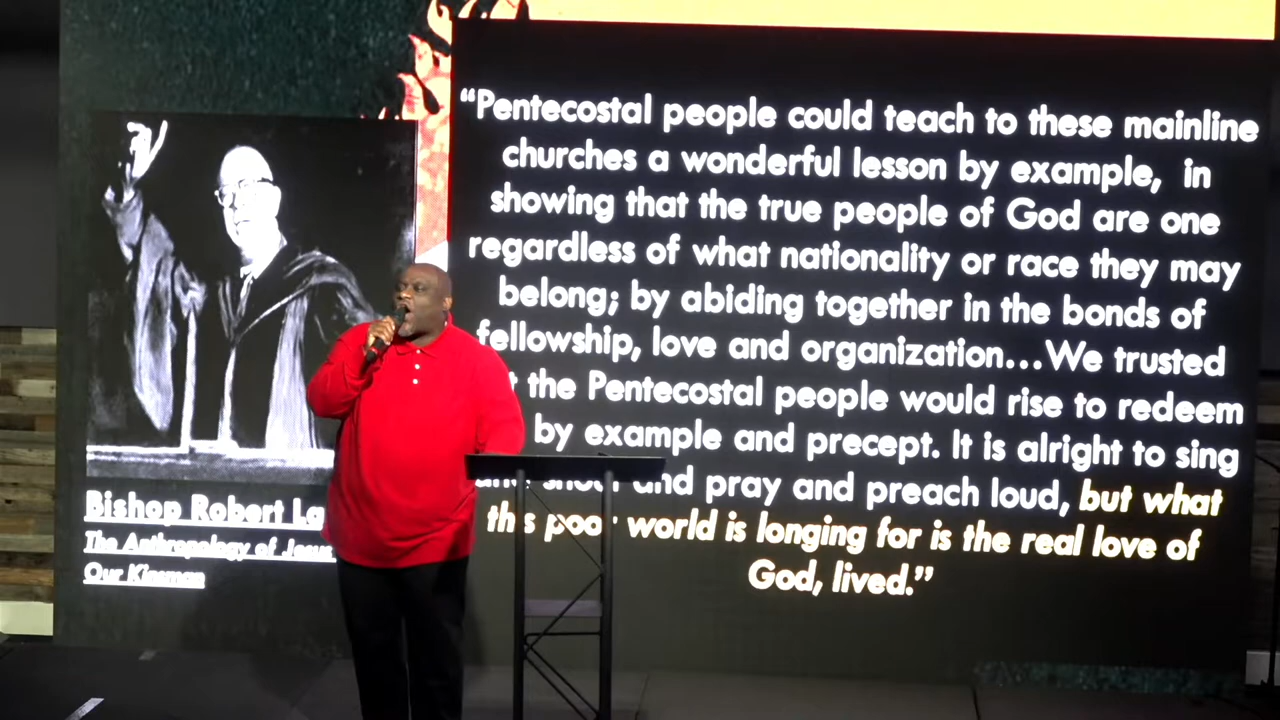 “Pentecostal people could teach to these mainline
churches a wonderful lesson by example, in
showing that the true people of God are one
regardless of what nationality or race they may
belong; by abiding together in the bonds of
fellowship, love and organization...We trusted
the Pentecostal people would rise to redeem
by example and precept. It is alright to sing
and pray and preach loud, but what
this poor world is longing for is the real love of
God, lived.”
Bishop Robert La
The Anthropology of Jesus
Our Kinsman